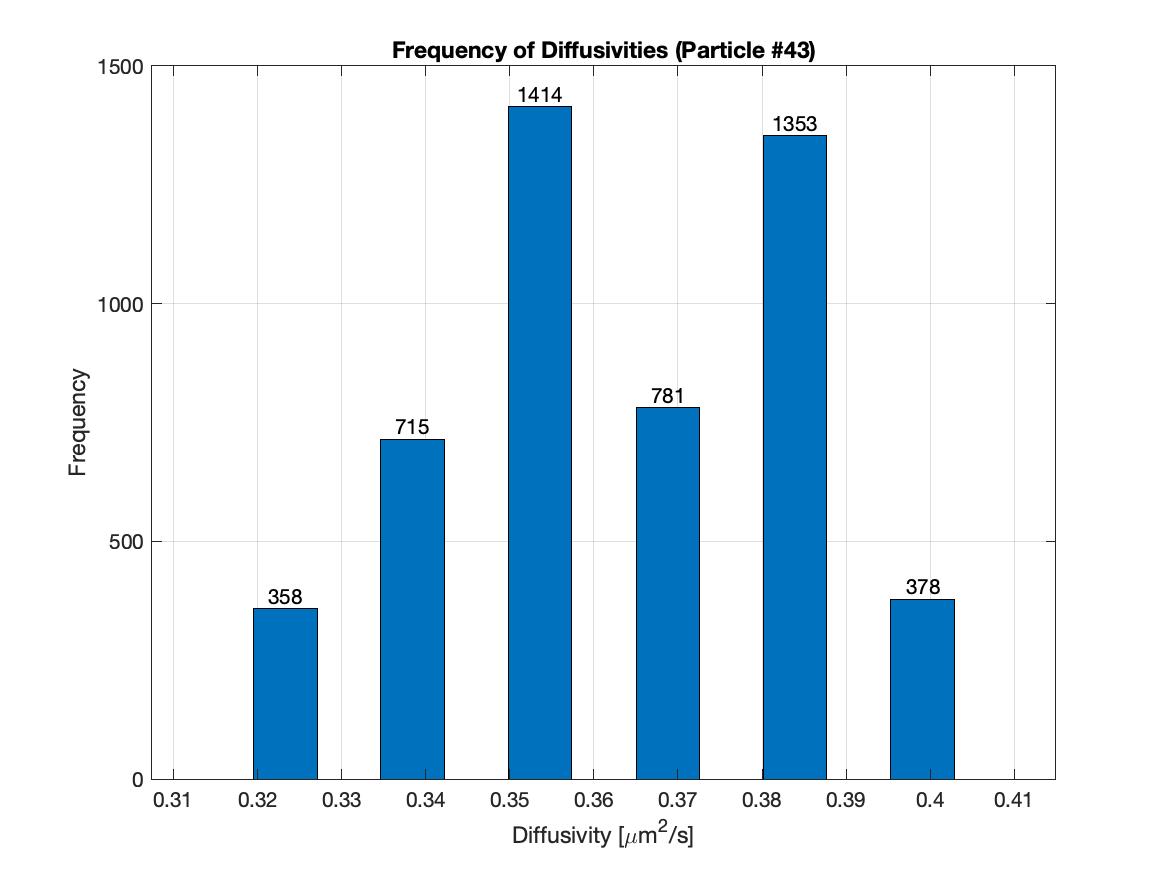 Frequency of Diffusivities (Particle #43)
1500
1000
500
0
Frequency
358
715
1414
781
1353
378
0.31 0.32 0.33 0.34 0.35 0.36 0.37 0.38 0.39 0.4 0.41
Diffusivity [μm²/s]